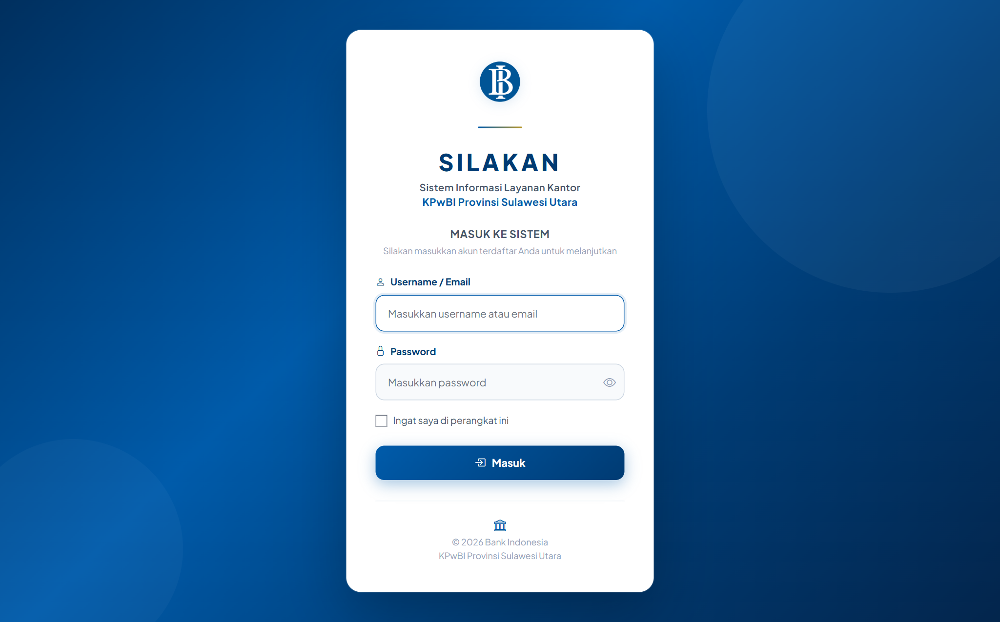 BI
SILAKAN
Sistem Informasi Layanan Kantor
KPwBI Provinsi Sulawesi Utara
MASUK KE SISTEM
Silakan masukkan akun terdaftar Anda untuk melanjutkan
Username / Email
Masukkan username atau email
Password
Masukkan password
Ingat saya di perangkat ini
Masuk
© 2026 Bank Indonesia
KPwBI Provinsi Sulawesi Utara